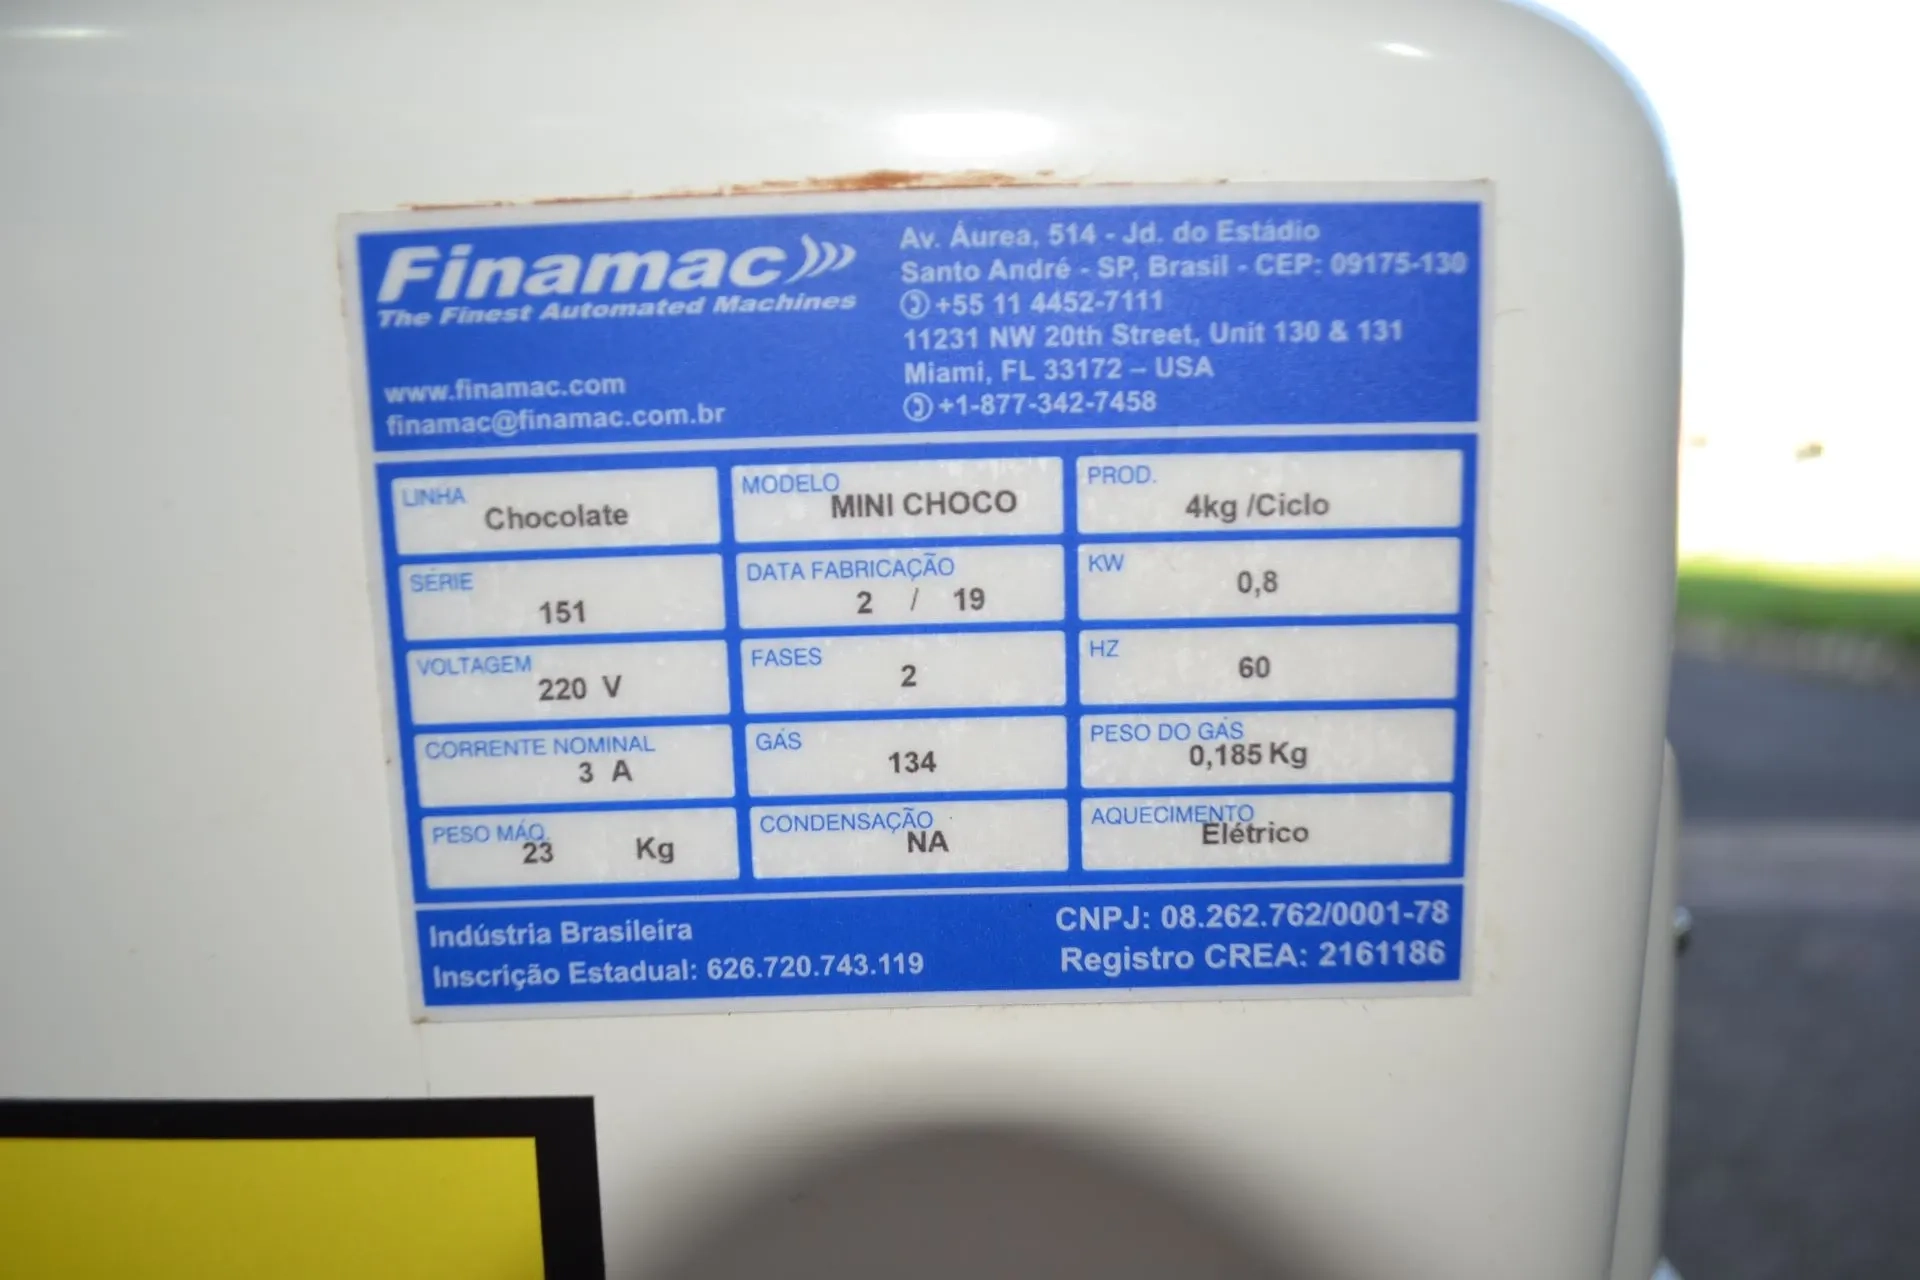 Finamac
The Finest Automated Machines
www.finamac.com
finamac@finamac.com.br
Av. Áurea, 514 - Jd. do Estádio
Santo André - SP, Brasil - CEP: 09175-130
+55 11 4452-7111
11231 NW 20th Street, Unit 130 & 131
Miami, FL 33172 – USA
+1-877-342-7458
LINHA
Chocolate
MODELO
MINI CHOCO
PROD.
4kg /Ciclo
SÉRIE
151
DATA FABRICAÇÃO
2 / 19
KW
0,8
VOLTAGEM
220 V
FASES
2
HZ
60
CORRENTE NOMINAL
3 A
GÁS
134
PESO DO GÁS
0,185 Kg
PESO MÁQ.
23 Kg
CONDENSAÇÃO
NA
AQUECIMENTO
Elétrico
Indústria Brasileira
Inscrição Estadual: 626.720.743.119
CNPJ: 08.262.762/0001-78
Registro CREA: 2161186